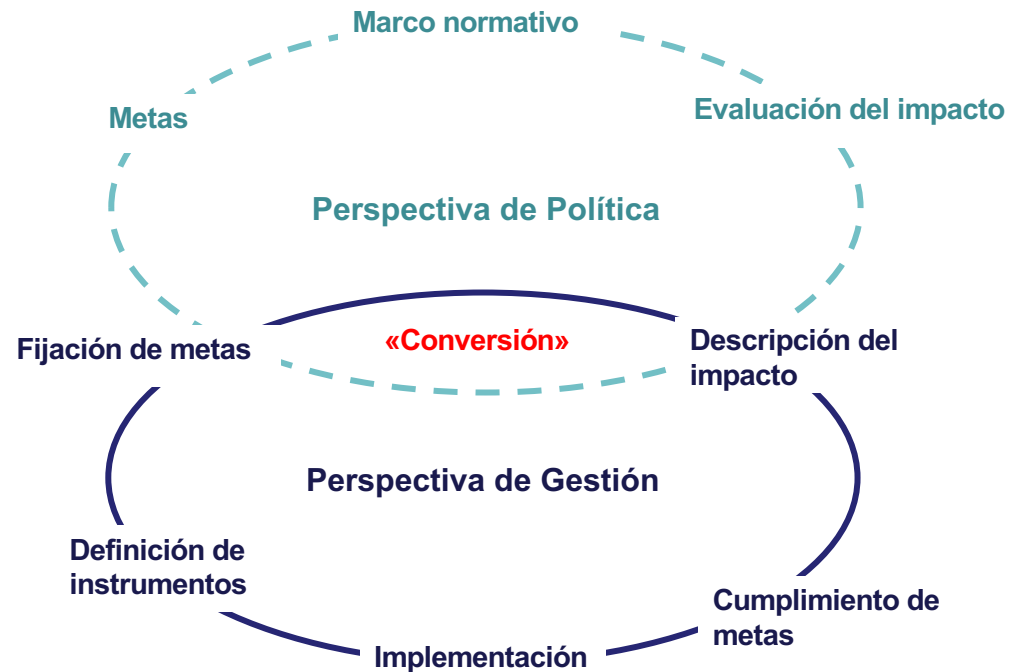 Marco normativo
Metas
Evaluación del impacto
Perspectiva de Política
«Conversión»
Fijación de metas
Descripción del
impacto
Perspectiva de Gestión
Definición de
instrumentos
Cumplimiento de
metas
Implementación